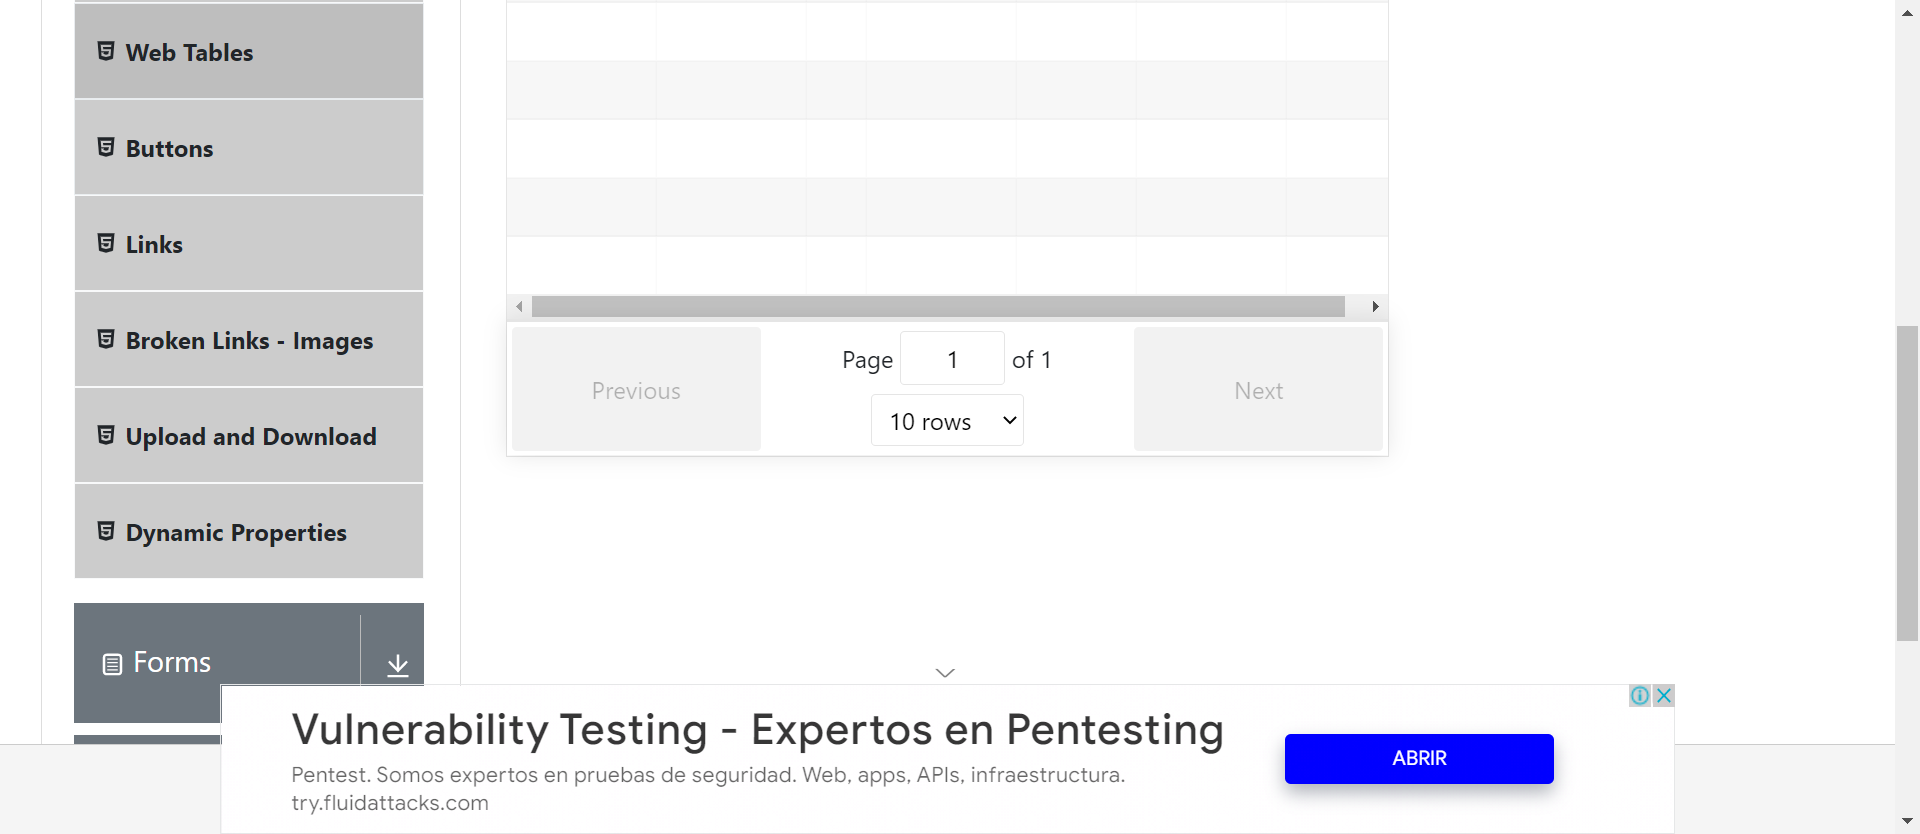 Web Tables
Buttons
Links
Broken Links - Images
Upload and Download
Dynamic Properties
Forms
Previous
Page 1 of 1
10 rows
Next
Vulnerability Testing - Expertos en Pentesting
Pentest. Somos expertos en pruebas de seguridad. Web, apps, APIs, infraestructura.
try.fluidattacks.com
ABRIR